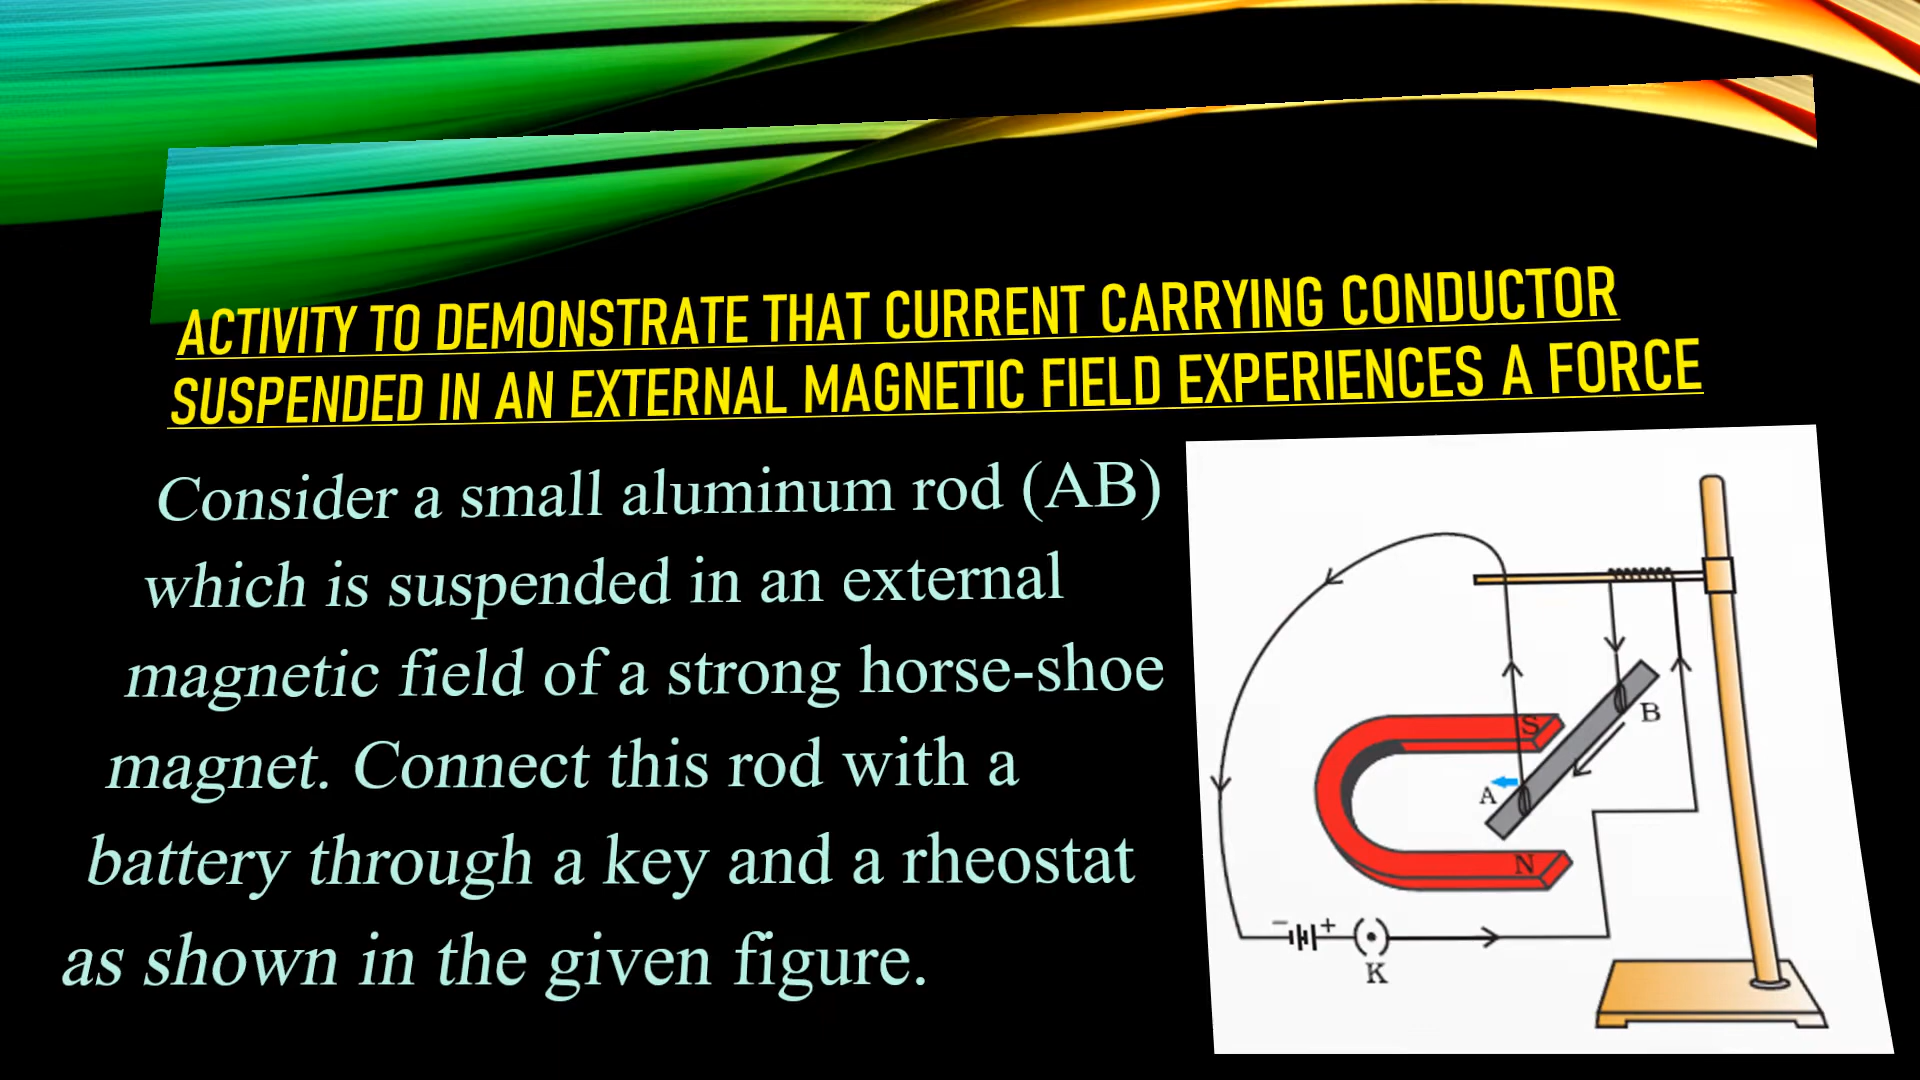 ACTIVITY TO DEMONSTRATE THAT CURRENT CARRYING CONDUCTOR
SUSPENDED IN AN EXTERNAL MAGNETIC FIELD EXPERIENCES A FORCE
Consider a small aluminum rod (AB)
which is suspended in an external
magnetic field of a strong horse-shoe
magnet. Connect this rod with a
battery through a key and a rheostat
as shown in the given figure.
B
S
A
N
− +
K